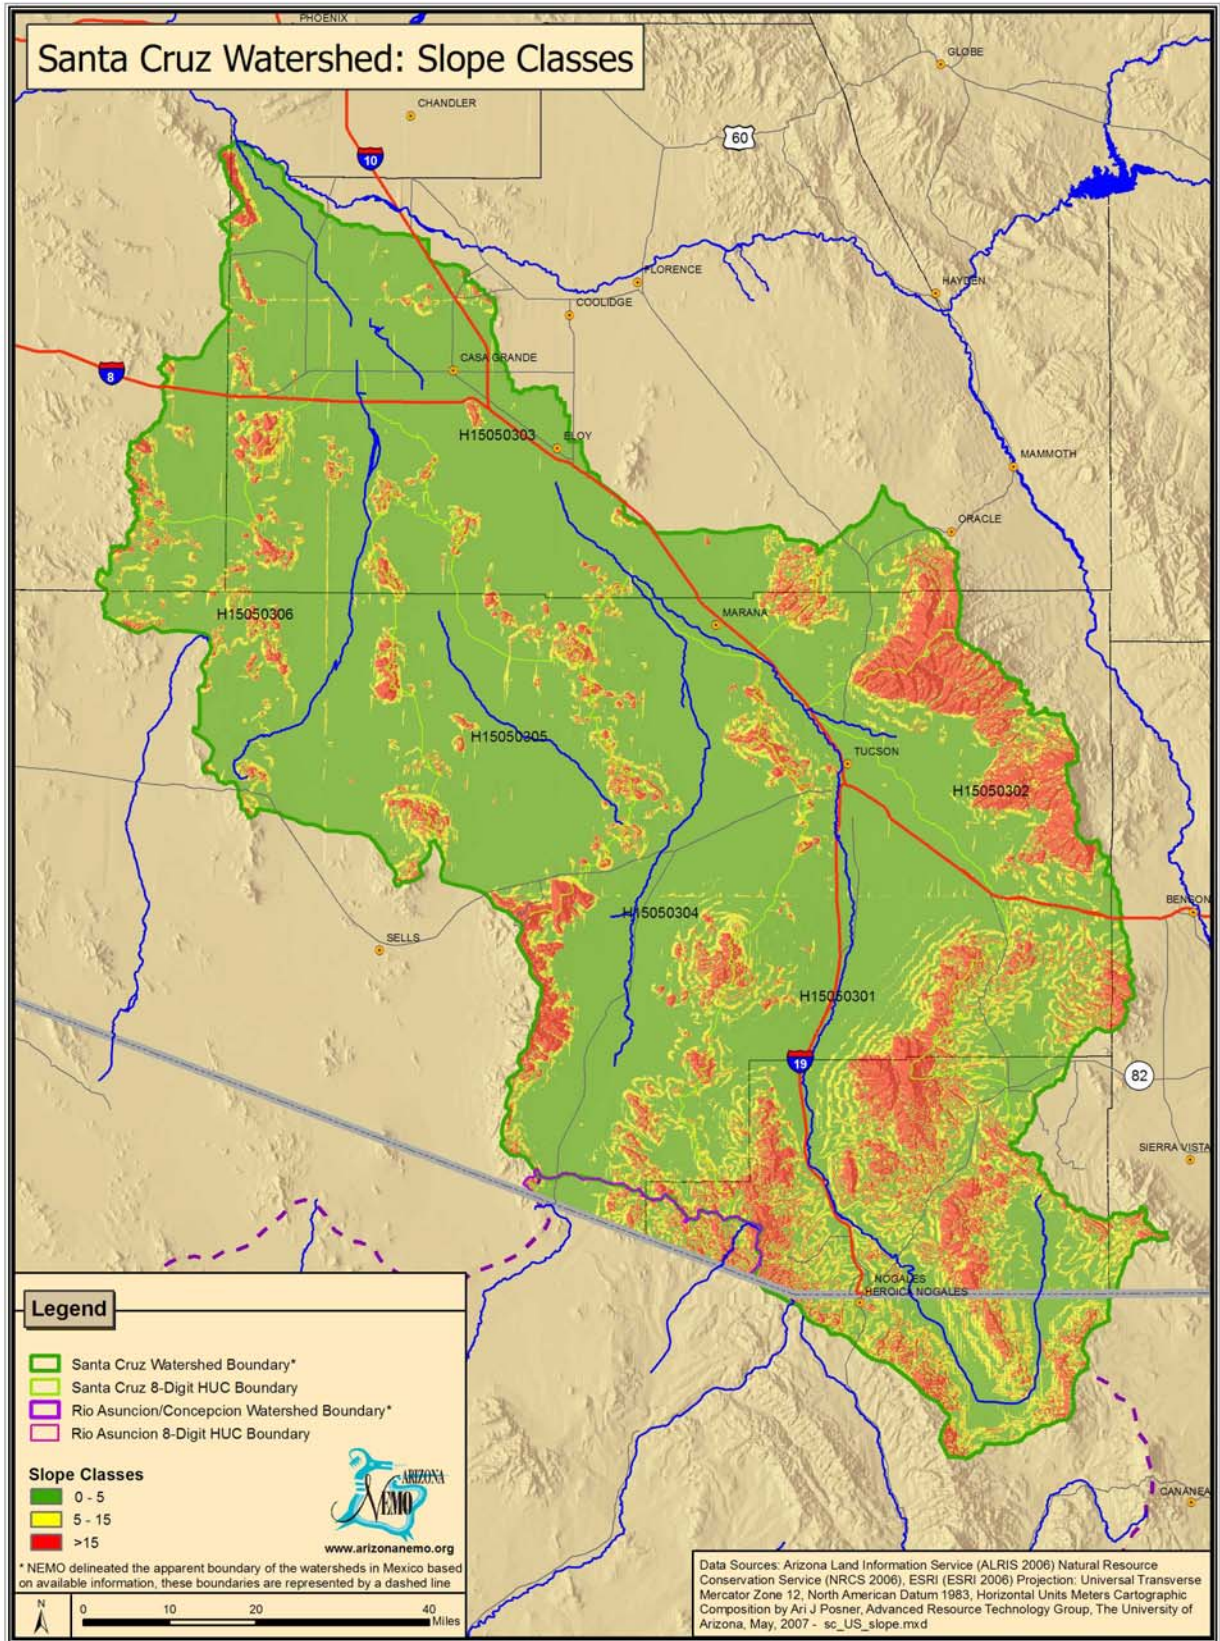 PHOENIX
Santa Cruz Watershed: Slope Classes
GLOBE
CHANDLER
60
10
FLORENCE
HAYDEN
COOLIDGE
CASA GRANDE
8
H15050303
ELOY
MAMMOTH
ORACLE
H15050306
MARANA
H15050305
TUCSON
H15050302
H15050304
BENSON
SELLS
H15050301
19
82
SIERRA VISTA
NOGALES
HEROICA NOGALES
CANANEA
Legend
Santa Cruz Watershed Boundary*
Santa Cruz 8-Digit HUC Boundary
Rio Asuncion/Concepcion Watershed Boundary*
Rio Asuncion 8-Digit HUC Boundary
Slope Classes
0 - 5
5 - 15
>15
ARIZONA
NEMO
www.arizonanemo.org
* NEMO delineated the apparent boundary of the watersheds in Mexico based
on available information, these boundaries are represented by a dashed line
N
0 10 20 40
Miles
Data Sources: Arizona Land Information Service (ALRIS 2006) Natural Resource
Conservation Service (NRCS 2006), ESRI (ESRI 2006) Projection: Universal Transverse
Mercator Zone 12, North American Datum 1983, Horizontal Units Meters Cartographic
Composition by Ari J Posner, Advanced Resource Technology Group, The University of
Arizona, May, 2007 - sc_US_slope.mxd